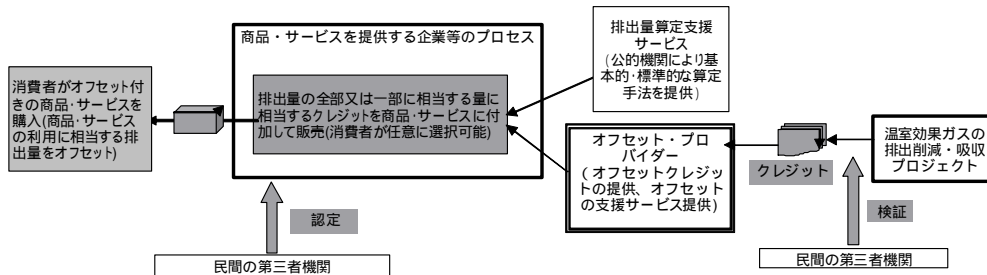 商品・サービスを提供する企業等のプロセス
排出量算定支援
サービス
(公的機関により基
本的・標準的な算定
手法を提供)
消費者がオフセット付
きの商品・サービスを
購入(商品・サービス
の利用に相当する排
出量をオフセット)
排出量の全部又は一部に相当する量に
相当するクレジットを商品・サービスに付
加して販売(消費者が任意に選択可能)
オフセット・プロ
バイダー
(オフセットクレジッ
トの提供、オフセット
の支援サービス提供)
クレジット
温室効果ガスの
排出削減・吸収
プロジェクト
認定
検証
民間の第三者機関
民間の第三者機関